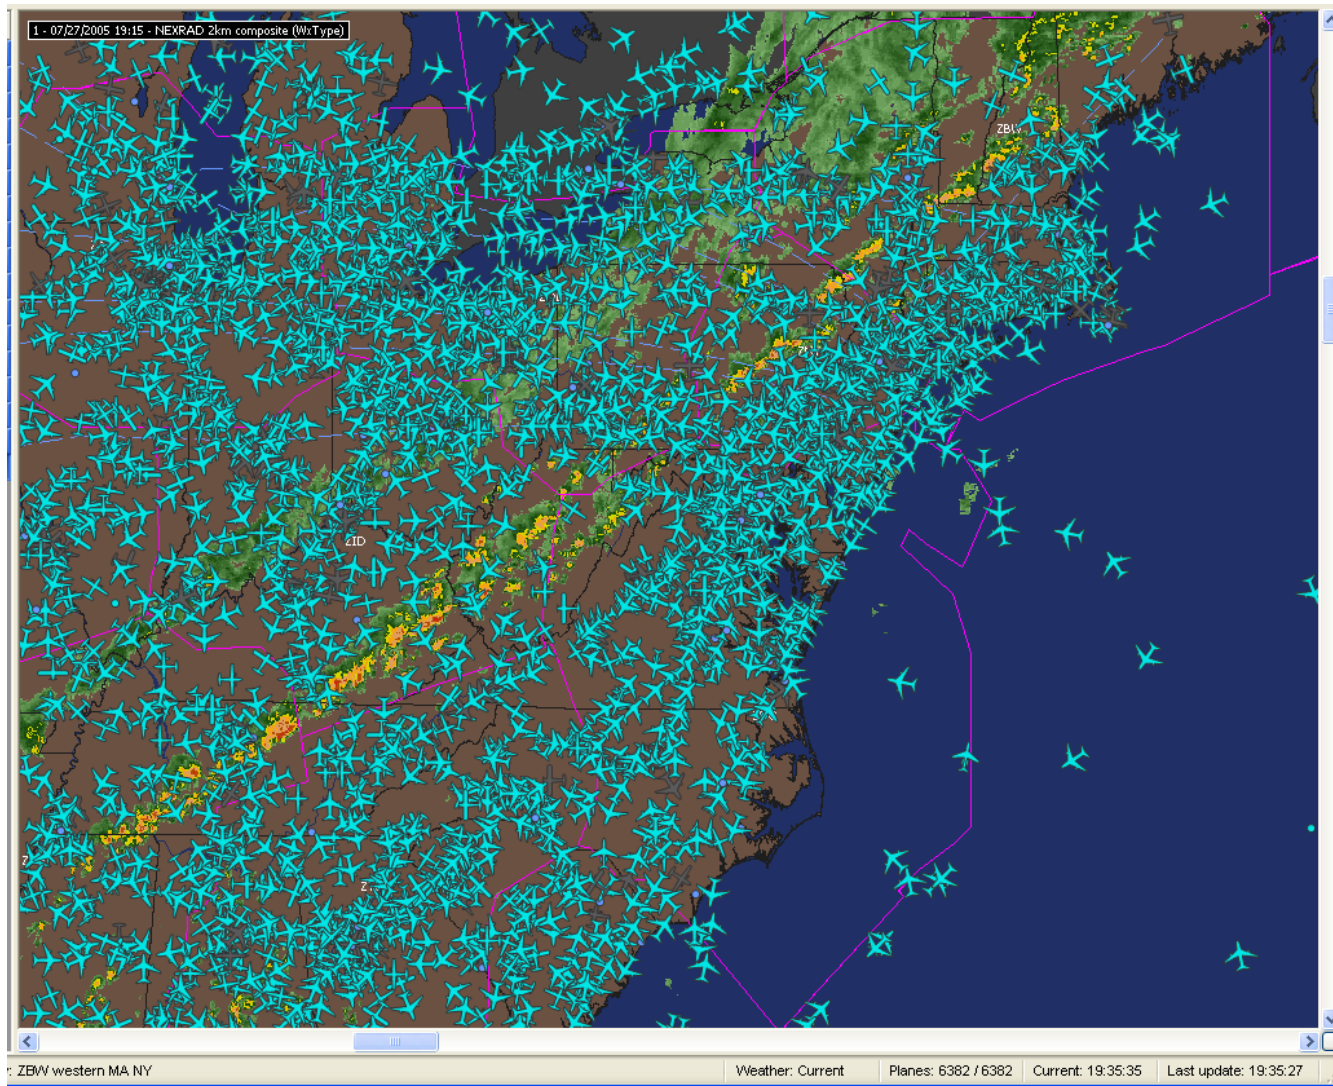 1 - 07/27/2005 19:15 - NEXRAD 2km composite (WxType)
ZBW
ZID
: ZBW western MA NY
Weather: Current
Planes: 6382 / 6382
Current: 19:35:35
Last update: 19:35:27